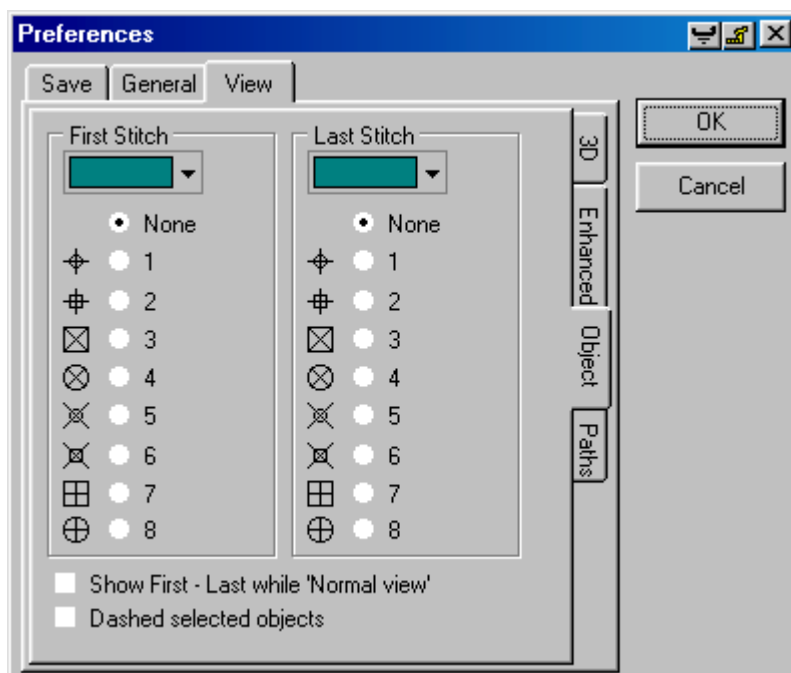 Preferences
Save General View
OK
Cancel
First Stitch
None
1
2
3
4
5
6
7
8
Last Stitch
None
1
2
3
4
5
6
7
8
3D
Enhanced
Object
Paths
Show First - Last while 'Normal view'
Dashed selected objects